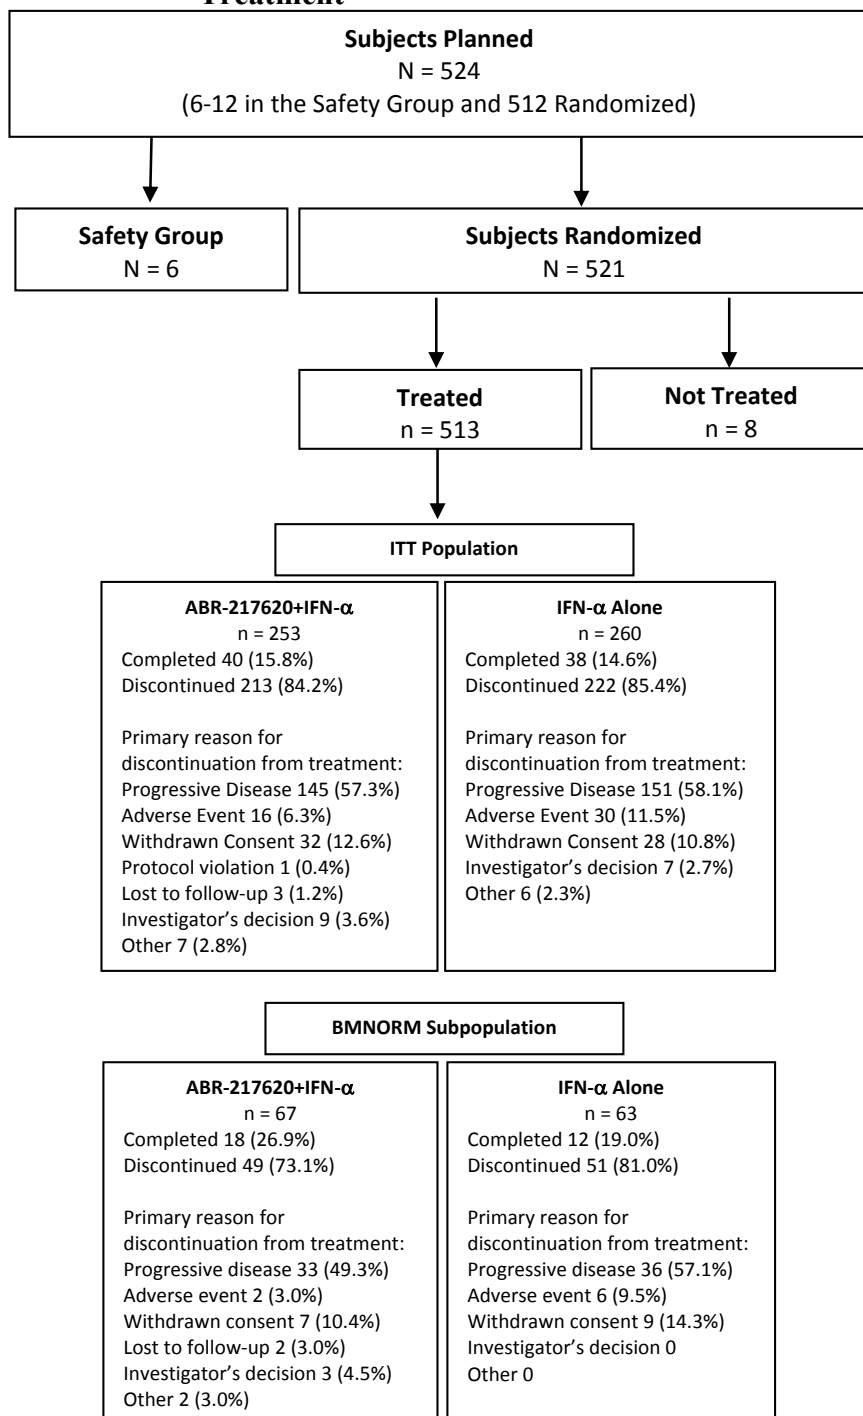 Treatment
Subjects Planned
N = 524
(6-12 in the Safety Group and 512 Randomized)
Safety Group
N = 6
Subjects Randomized
N = 521
Treated
n = 513
Not Treated
n = 8
ITT Population
ABR-217620+IFN-α
n = 253
Completed 40 (15.8%)
Discontinued 213 (84.2%)
Primary reason for
discontinuation from treatment:
Progressive Disease 145 (57.3%)
Adverse Event 16 (6.3%)
Withdrawn Consent 32 (12.6%)
Protocol violation 1 (0.4%)
Lost to follow-up 3 (1.2%)
Investigator’s decision 9 (3.6%)
Other 7 (2.8%)
IFN-α Alone
n = 260
Completed 38 (14.6%)
Discontinued 222 (85.4%)
Primary reason for
discontinuation from treatment:
Progressive Disease 151 (58.1%)
Adverse Event 30 (11.5%)
Withdrawn Consent 28 (10.8%)
Investigator’s decision 7 (2.7%)
Other 6 (2.3%)
BMNORM Subpopulation
ABR-217620+IFN-α
n = 67
Completed 18 (26.9%)
Discontinued 49 (73.1%)
Primary reason for
discontinuation from treatment:
Progressive disease 33 (49.3%)
Adverse event 2 (3.0%)
Withdrawn consent 7 (10.4%)
Lost to follow-up 2 (3.0%)
Investigator’s decision 3 (4.5%)
Other 2 (3.0%)
IFN-α Alone
n = 63
Completed 12 (19.0%)
Discontinued 51 (81.0%)
Primary reason for
discontinuation from treatment:
Progressive disease 36 (57.1%)
Adverse event 6 (9.5%)
Withdrawn consent 9 (14.3%)
Investigator’s decision 0
Other 0